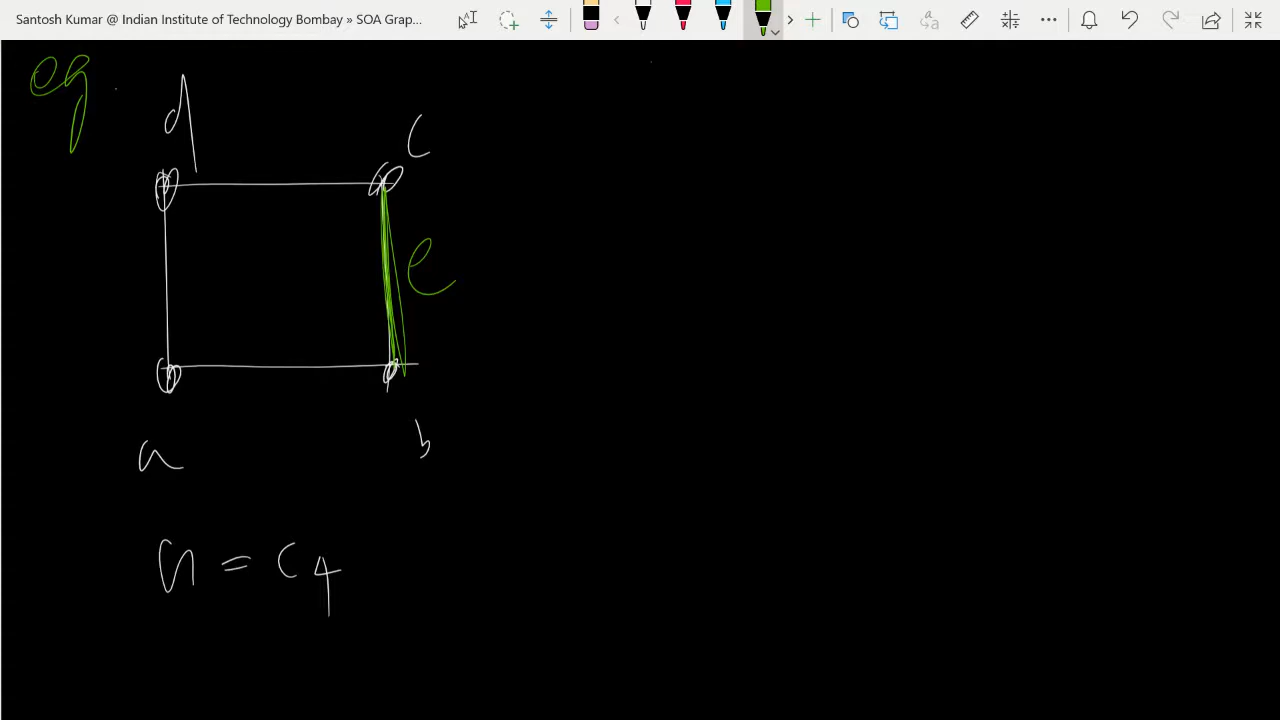 Santosh Kumar @ Indian Institute of Technology Bombay » SOA Grap...
eg
d
c
e
a
b
G = C4